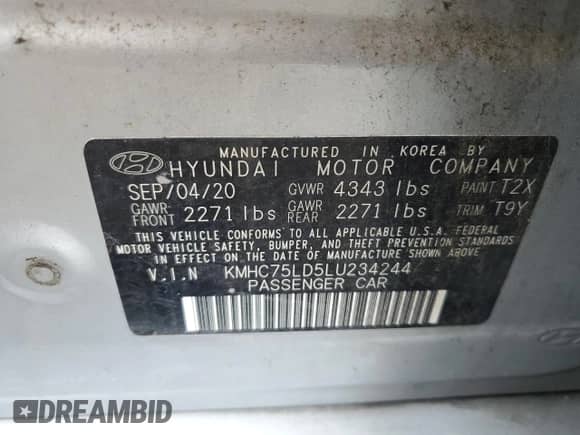 MANUFACTURED IN KOREA BY
HYUNDAI MOTOR COMPANY
SEP/04/20 GVWR 4343 lbs PAINT T2X
GAWR FRONT 2271 lbs GAWR REAR 2271 lbs TRIM T9Y
THIS VEHICLE CONFORMS TO ALL APPLICABLE U.S.A. FEDERAL
MOTOR VEHICLE SAFETY, BUMPER, AND THEFT PREVENTION STANDARDS
IN EFFECT ON THE DATE OF MANUFACTURE SHOWN ABOVE.
V.I.N KMHC75LD5LU234244
PASSENGER CAR
DREAMBID